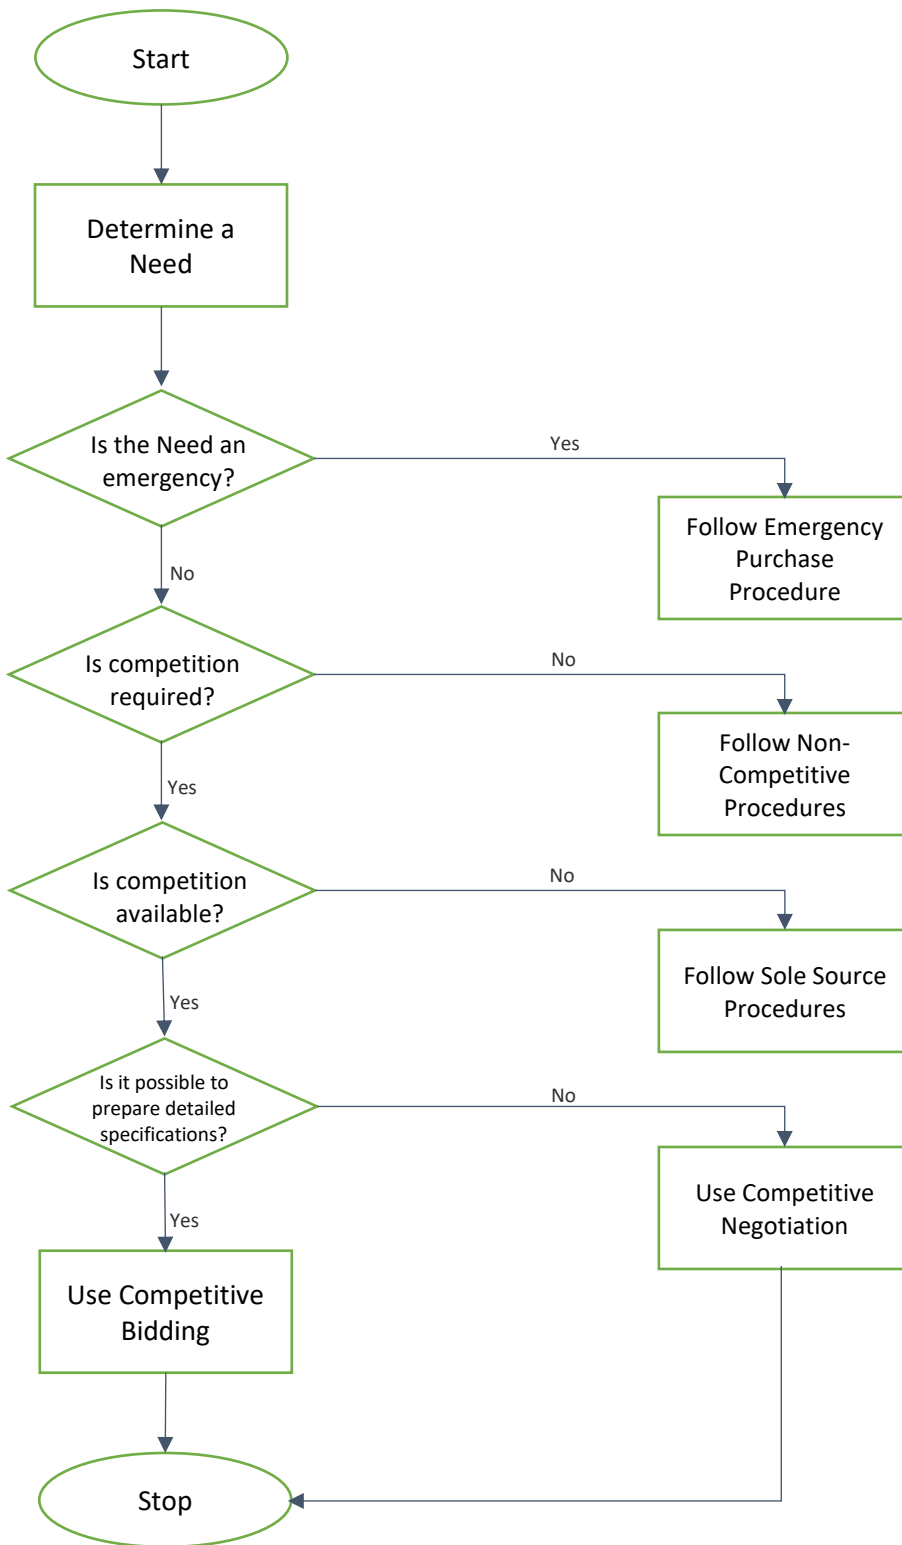 Start
Determine a
Need
Is the Need an
emergency?
Yes
Follow Emergency
Purchase
Procedure
No
Is competition
required?
No
Follow Non-
Competitive
Procedures
Yes
Is competition
available?
No
Follow Sole Source
Procedures
Yes
Is it possible to
prepare detailed
specifications?
No
Use Competitive
Negotiation
Yes
Use Competitive
Bidding
Stop